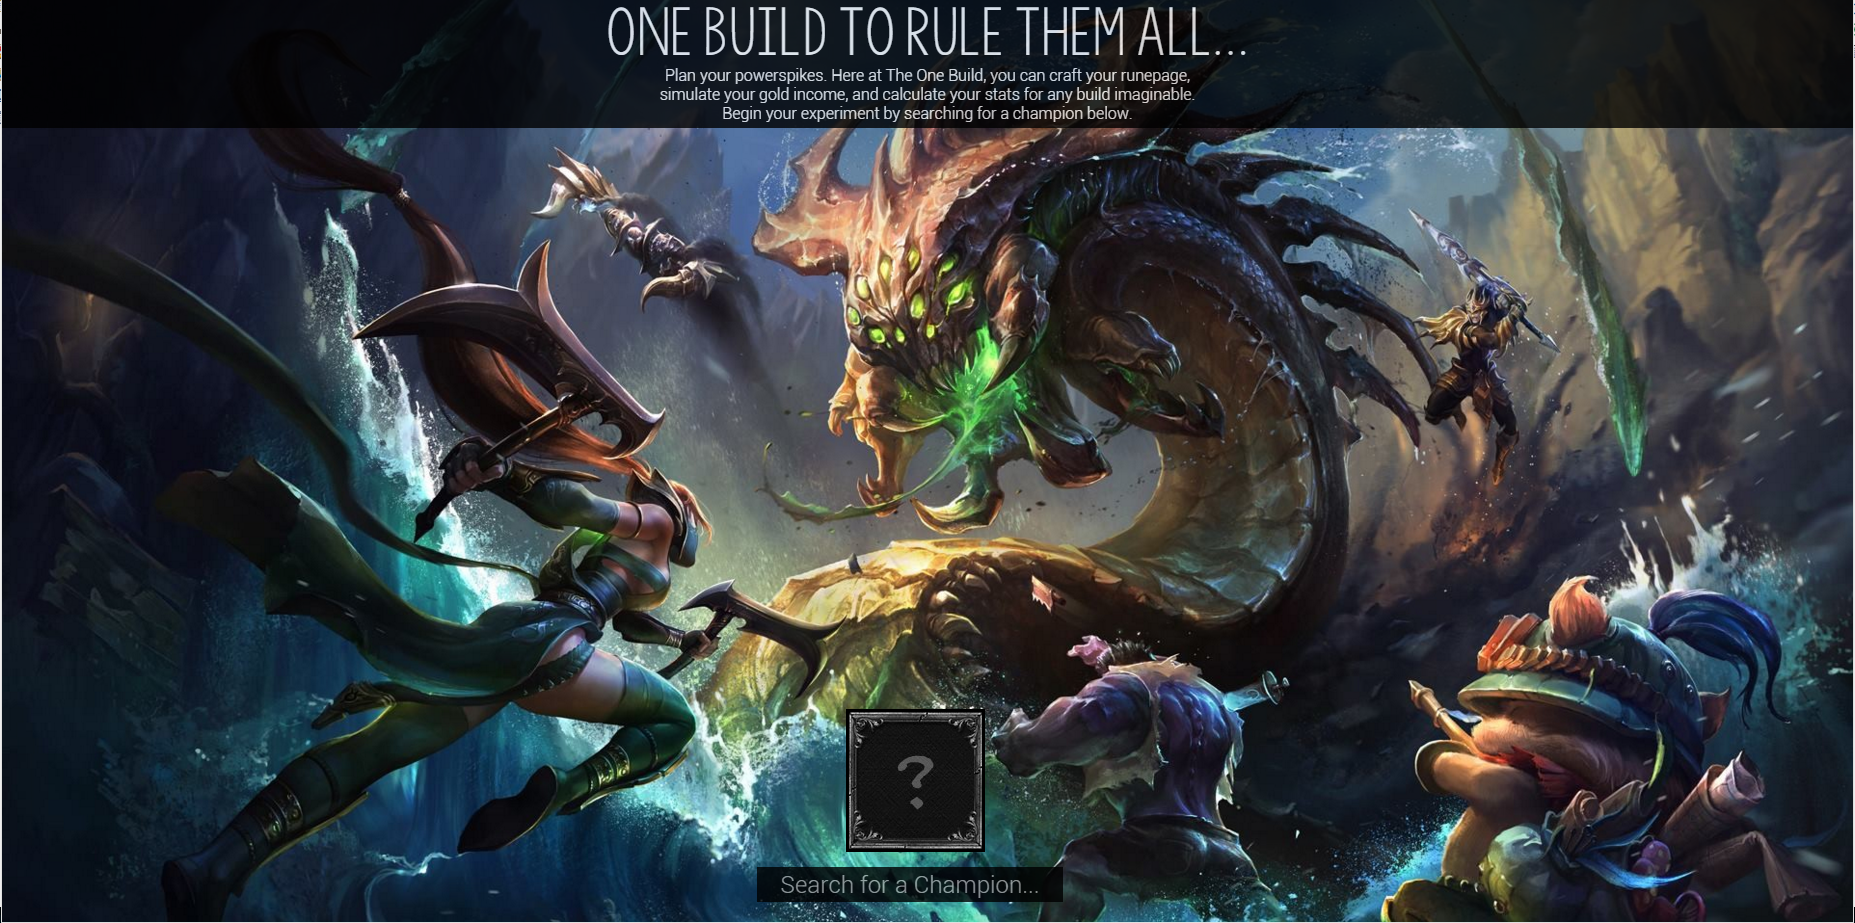 ONE BUILD TO RULE THEM ALL...
Plan your powerspikes. Here at The One Build, you can craft your runepage,
simulate your gold income, and calculate your stats for any build imaginable.
Begin your experiment by searching for a champion below.
?
Search for a Champion...